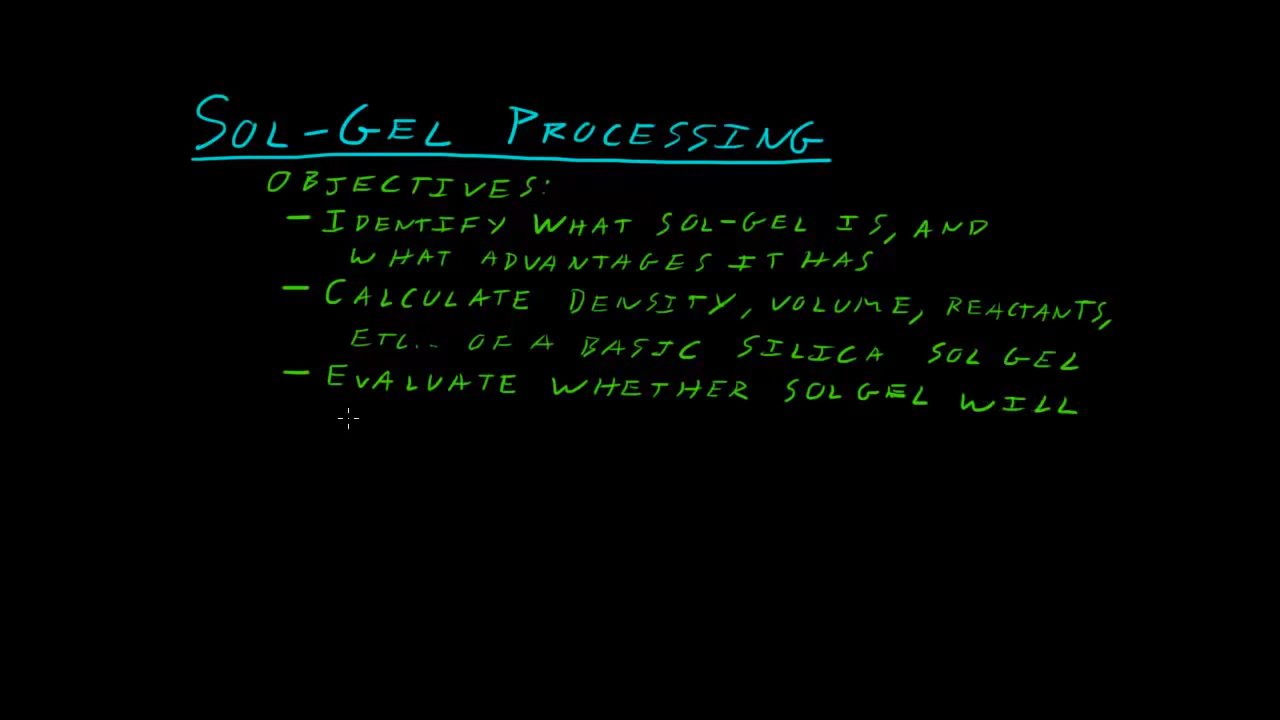 SOL-GEL PROCESSING
OBJECTIVES:
- IDENTIFY WHAT SOL-GEL IS, AND
WHAT ADVANTAGES IT HAS
- CALCULATE DENSITY, VOLUME, REACTANTS,
ETC.. OF A BASIC SILICA SOL GEL
- EVALUATE WHETHER SOLGEL WILL